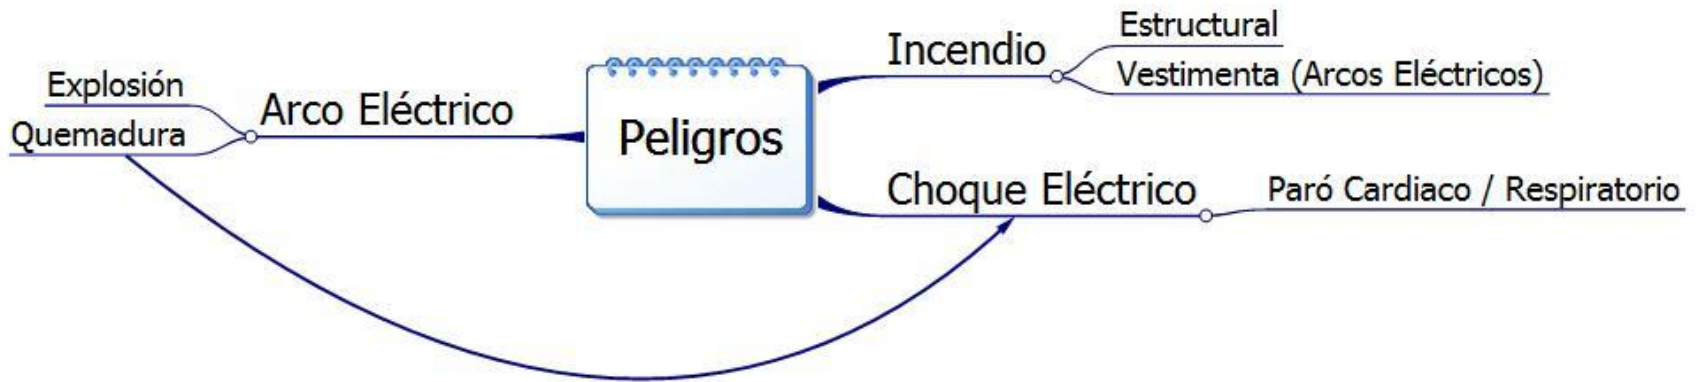 Peligros
Arco Eléctrico
Explosión
Quemadura
Incendio
Estructural
Vestimenta (Arcos Eléctricos)
Choque Eléctrico
Paró Cardiaco / Respiratorio